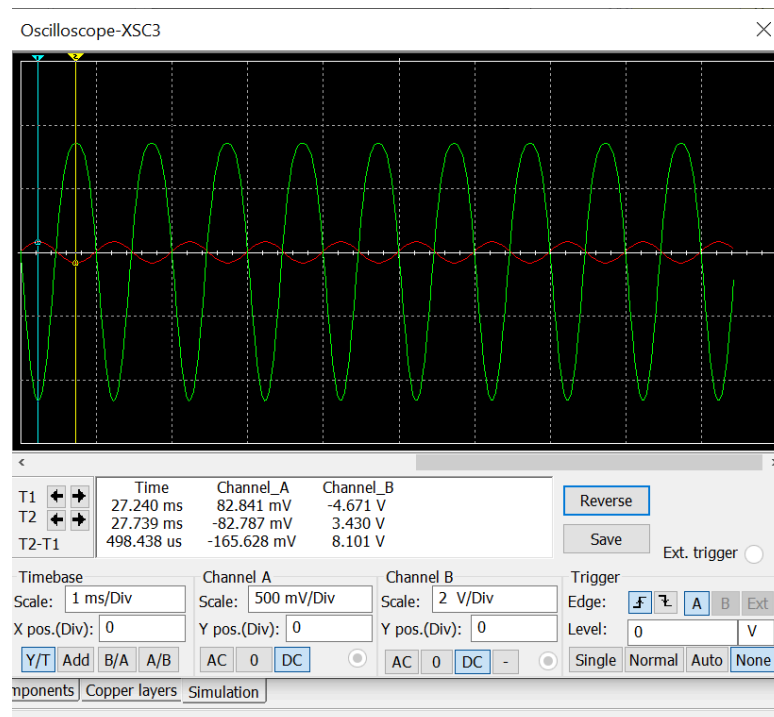 Oscilloscope-XSC3
1 2
Time Channel_A Channel_B
T1 27.240 ms 82.841 mV -4.671 V
T2 27.739 ms -82.787 mV 3.430 V
T2-T1 498.438 us -165.628 mV 8.101 V
Reverse
Save
Ext. trigger
Timebase Channel A Channel B Trigger
Scale: 1 ms/Div Scale: 500 mV/Div Scale: 2 V/Div Edge: A B Ext
X pos.(Div): 0 Y pos.(Div): 0 Y pos.(Div): 0 Level: 0 V
Y/T Add B/A A/B AC 0 DC AC 0 DC - Single Normal Auto None
mponents Copper layers Simulation